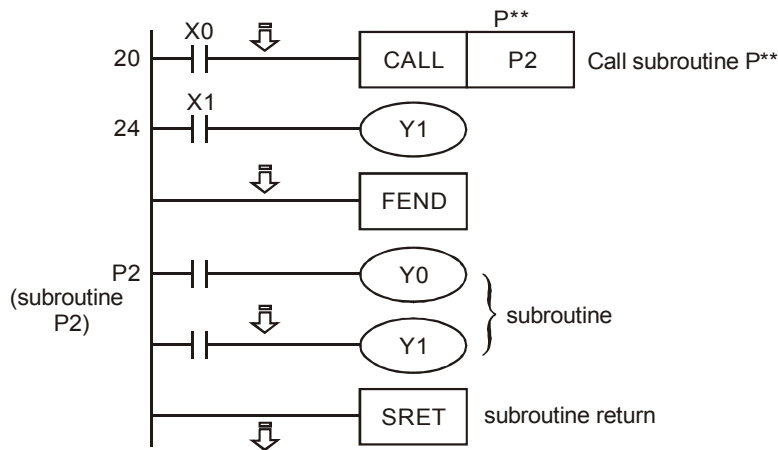 P**
X0
20
CALL
P2
Call subroutine P**
X1
24
Y1
FEND
P2
Y0
(subroutine
P2)
subroutine
Y1
SRET
subroutine return